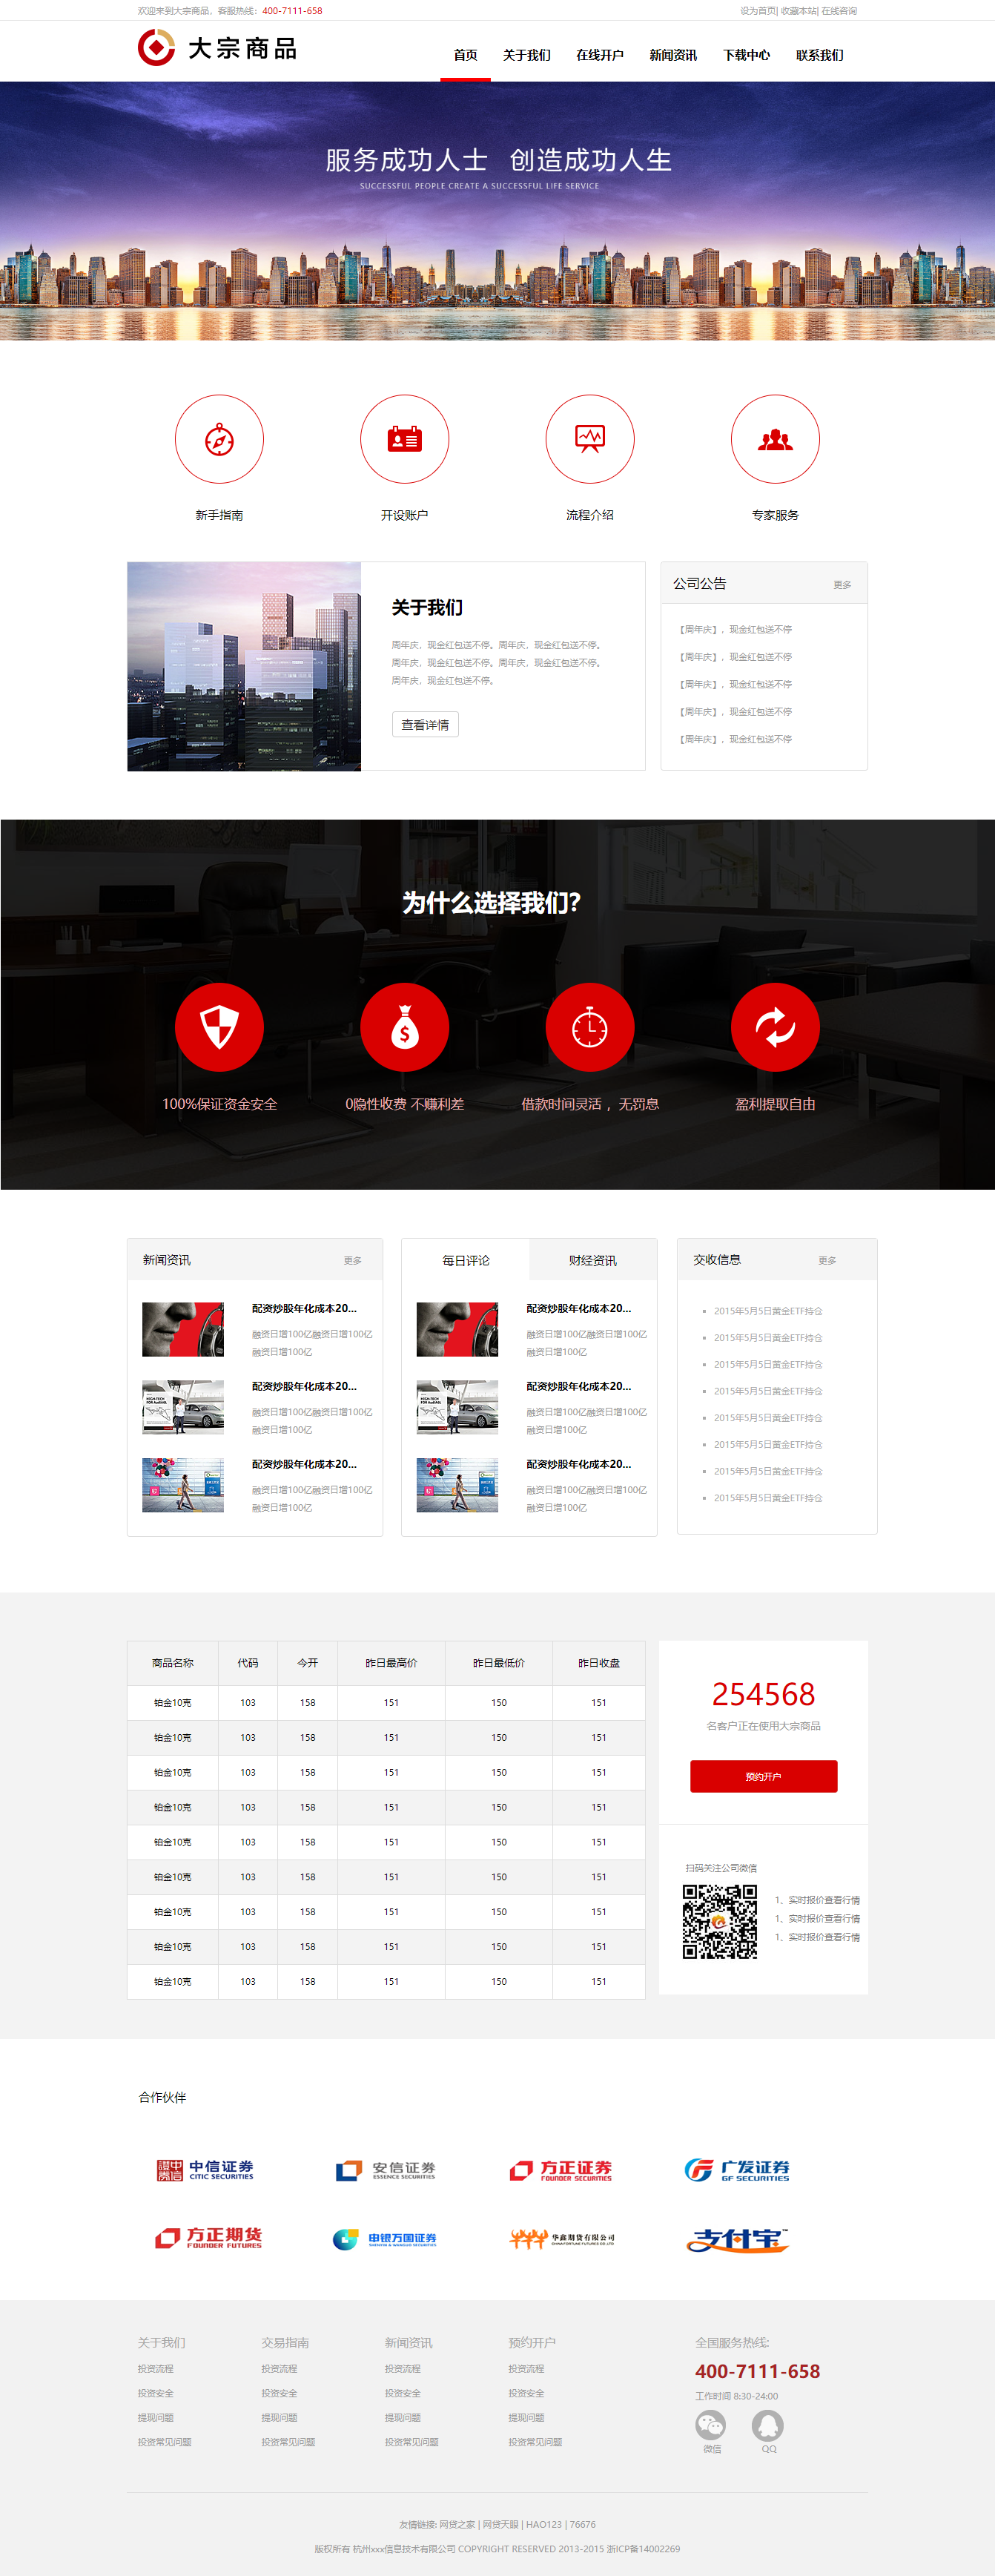 欢迎来到大宗商品，客服热线：400-7111-658
设为首页| 收藏本站| 在线咨询
大宗商品
首页 关于我们 在线开户 新闻资讯 下载中心 联系我们
服务成功人士 创造成功人生
SUCCESSFUL PEOPLE CREATE A SUCCESSFUL LIFE SERVICE
新手指南 开设账户 流程介绍 专家服务
关于我们
周年庆，现金红包送不停。周年庆，现金红包送不停。
周年庆，现金红包送不停。周年庆，现金红包送不停。
周年庆，现金红包送不停。
查看详情
公司公告 更多
【周年庆】，现金红包送不停
【周年庆】，现金红包送不停
【周年庆】，现金红包送不停
【周年庆】，现金红包送不停
【周年庆】，现金红包送不停
为什么选择我们？
100%保证资金安全 0隐性收费 不赚利差 借款时间灵活 ，无罚息 盈利提取自由
新闻资讯 更多
配资炒股年化成本20...
融资日增100亿融资日增100亿
融资日增100亿
配资炒股年化成本20...
融资日增100亿融资日增100亿
融资日增100亿
配资炒股年化成本20...
融资日增100亿融资日增100亿
融资日增100亿
每日评论 财经资讯
配资炒股年化成本20...
融资日增100亿融资日增100亿
融资日增100亿
配资炒股年化成本20...
融资日增100亿融资日增100亿
融资日增100亿
配资炒股年化成本20...
融资日增100亿融资日增100亿
融资日增100亿
交收信息 更多
2015年5月5日黄金ETF持仓
2015年5月5日黄金ETF持仓
2015年5月5日黄金ETF持仓
2015年5月5日黄金ETF持仓
2015年5月5日黄金ETF持仓
2015年5月5日黄金ETF持仓
2015年5月5日黄金ETF持仓
2015年5月5日黄金ETF持仓
商品名称 代码 今开 昨日最高价 昨日最低价 昨日收盘
铂金10克 103 158 151 150 151
铂金10克 103 158 151 150 151
铂金10克 103 158 151 150 151
铂金10克 103 158 151 150 151
铂金10克 103 158 151 150 151
铂金10克 103 158 151 150 151
铂金10克 103 158 151 150 151
铂金10克 103 158 151 150 151
铂金10克 103 158 151 150 151
254568
名客户正在使用大宗商品
预约开户
扫码关注公司微信
1、实时报价查看行情
1、实时报价查看行情
1、实时报价查看行情
合作伙伴
中信证券
CITIC SECURITIES
安信证券
ESSENCE SECURITIES
方正证券
FOUNDER SECURITIES
广发证券
GF SECURITIES
方正期货
FOUNDER FUTURES
申银万国证券
华鑫期货有限公司
支付宝
关于我们 交易指南 新闻资讯 预约开户
投资流程 投资流程 投资流程 投资流程
投资安全 投资安全 投资安全 投资安全
提现问题 提现问题 提现问题 提现问题
投资常见问题 投资常见问题 投资常见问题 投资常见问题
全国服务热线:
400-7111-658
工作时间 8:30-24:00
微信 QQ
友情链接: 网贷之家 | 网贷天眼 | HAO123 | 76676
版权所有 杭州xxx信息技术有限公司 COPYRIGHT RESERVED 2013-2015 浙ICP备14002269